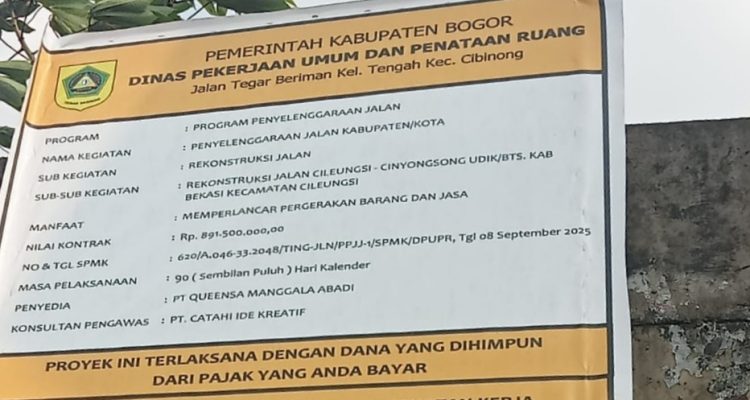 PEMERINTAH KABUPATEN BOGOR
DINAS PEKERJAAN UMUM DAN PENATAAN RUANG
Jalan Tegar Beriman Kel. Tengah Kec. Cibinong
PROGRAM : PROGRAM PENYELENGGARAAN JALAN
NAMA KEGIATAN : PENYELENGGARAAN JALAN KABUPATEN/KOTA
SUB KEGIATAN : REKONSTRUKSI JALAN
SUB-SUB KEGIATAN : REKONSTRUKSI JALAN CILEUNGSI - CINYONGSONG UDIK/BTS. KAB
BEKASI KECAMATAN CILEUNGSI
MANFAAT : MEMPERLANCAR PERGERAKAN BARANG DAN JASA
NILAI KONTRAK : Rp. 891.500.000,00
NO & TGL SPMK : 620/A.046-33.2048/TING-JLN/PPJJ-1/SPMK/DPUPR, Tgl 08 September 2025
MASA PELAKSANAAN : 90 ( Sembilan Puluh ) Hari Kalender
PENYEDIA : PT QUEENSA MANGGALA ABADI
KONSULTAN PENGAWAS : PT. CATAHI IDE KREATIF
PROYEK INI TERLAKSANA DENGAN DANA YANG DIHIMPUN
DARI PAJAK YANG ANDA BAYAR